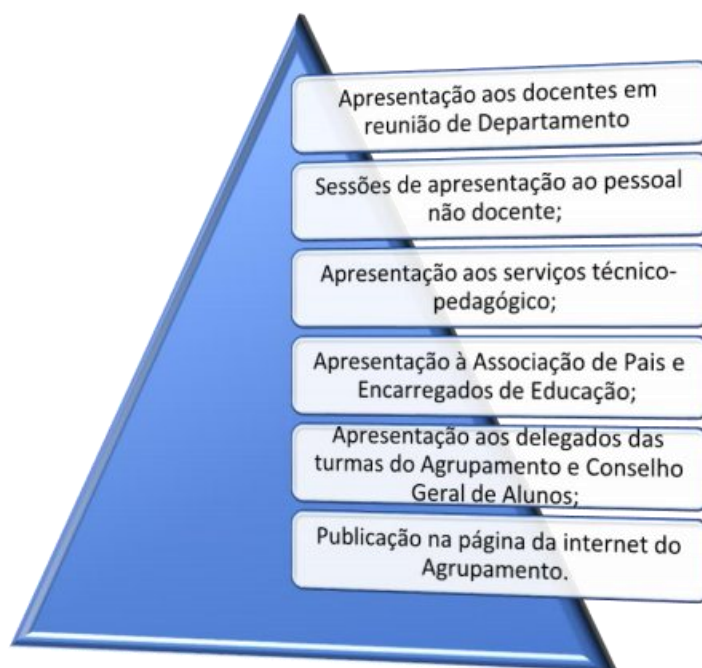 Apresentação aos docentes em
reunião de Departamento
Sessões de apresentação ao pessoal
não docente;
Apresentação aos serviços técnico-
pedagógico;
Apresentação à Associação de Pais e
Encarregados de Educação;
Apresentação aos delegados das
turmas do Agrupamento e Conselho
Geral de Alunos;
Publicação na página da internet do
Agrupamento.